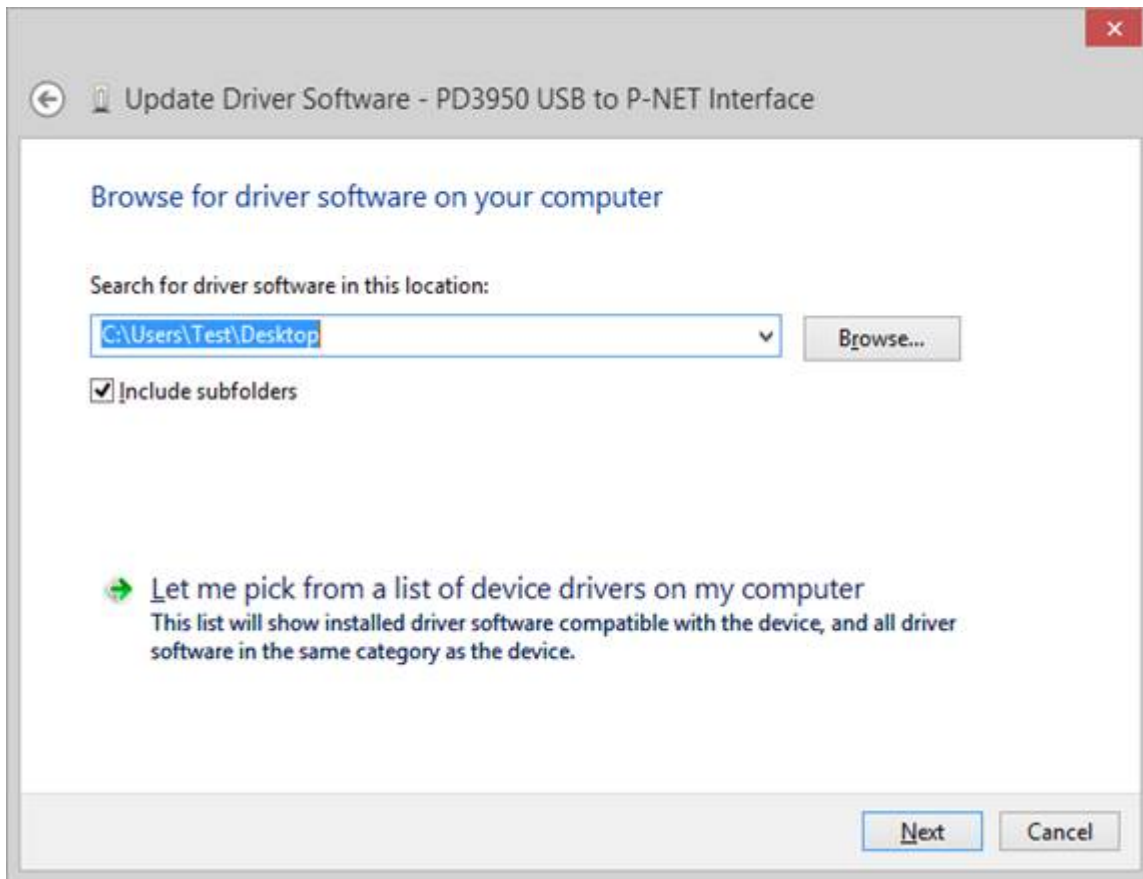 Update Driver Software - PD3950 USB to P-NET Interface
Browse for driver software on your computer
Search for driver software in this location:
C:\Users\Test\Desktop
Browse...
Include subfolders
Let me pick from a list of device drivers on my computer
This list will show installed driver software compatible with the device, and all driver
software in the same category as the device.
Next
Cancel